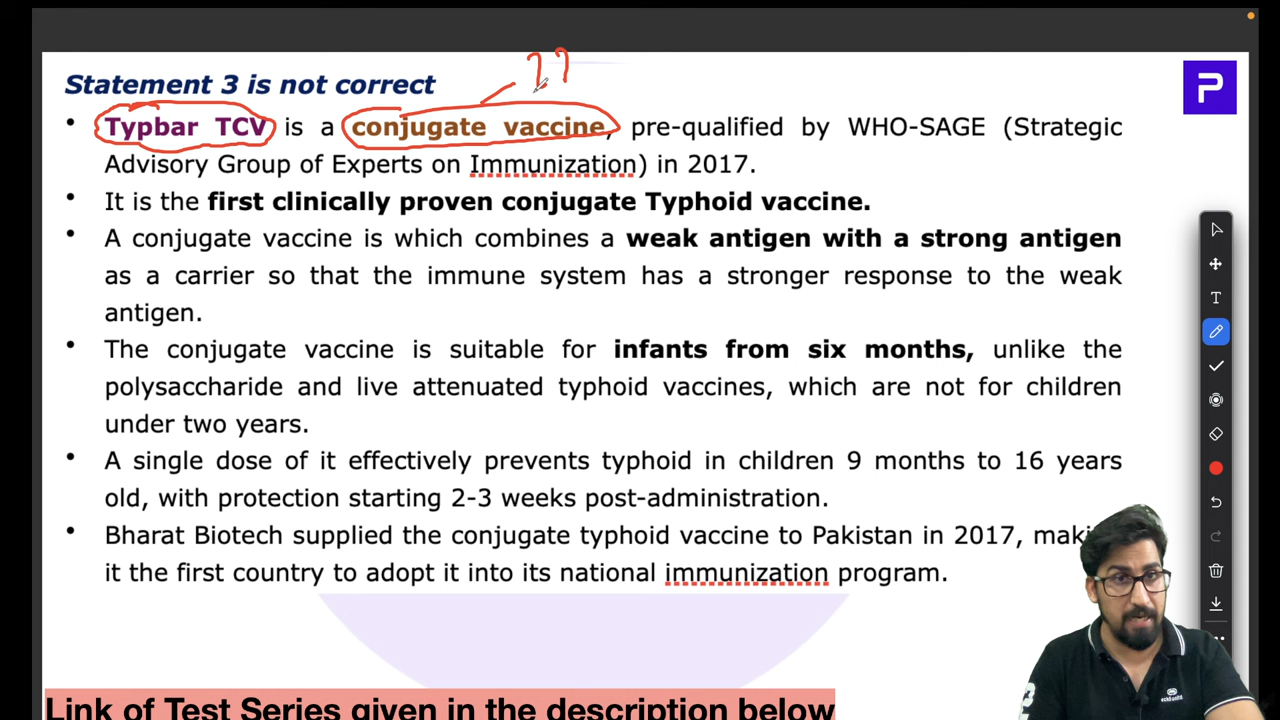 ??
Statement 3 is not correct
P
• Typbar TCV is a conjugate vaccine, pre-qualified by WHO-SAGE (Strategic
Advisory Group of Experts on Immunization) in 2017.
• It is the first clinically proven conjugate Typhoid vaccine.
• A conjugate vaccine is which combines a weak antigen with a strong antigen
as a carrier so that the immune system has a stronger response to the weak
antigen.
• The conjugate vaccine is suitable for infants from six months, unlike the
polysaccharide and live attenuated typhoid vaccines, which are not for children
under two years.
• A single dose of it effectively prevents typhoid in children 9 months to 16 years
old, with protection starting 2-3 weeks post-administration.
• Bharat Biotech supplied the conjugate typhoid vaccine to Pakistan in 2017, maki
it the first country to adopt it into its national immunization program.
T
Link of Test Series given in the description below